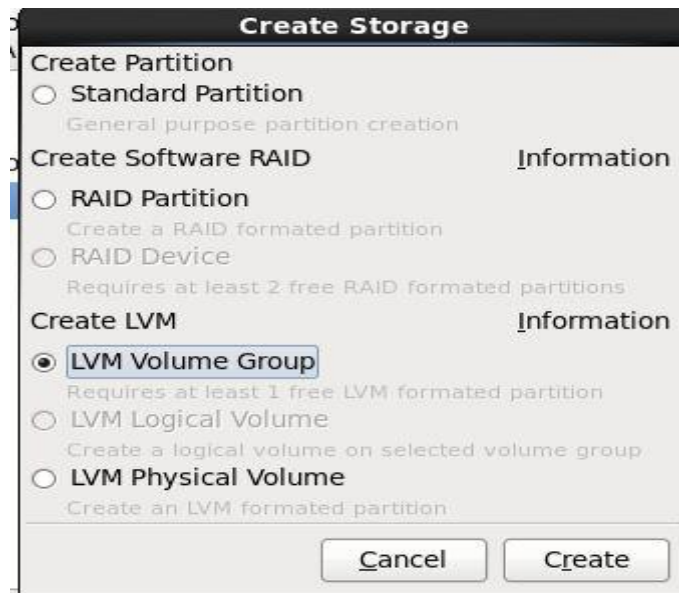 Create Storage
Create Partition
Standard Partition
General purpose partition creation
Create Software RAID Information
RAID Partition
Create a RAID formated partition
RAID Device
Requires at least 2 free RAID formated partitions
Create LVM Information
LVM Volume Group
Requires at least 1 free LVM formated partition
LVM Logical Volume
Create a logical volume on selected volume group
LVM Physical Volume
Create an LVM formated partition
Cancel Create